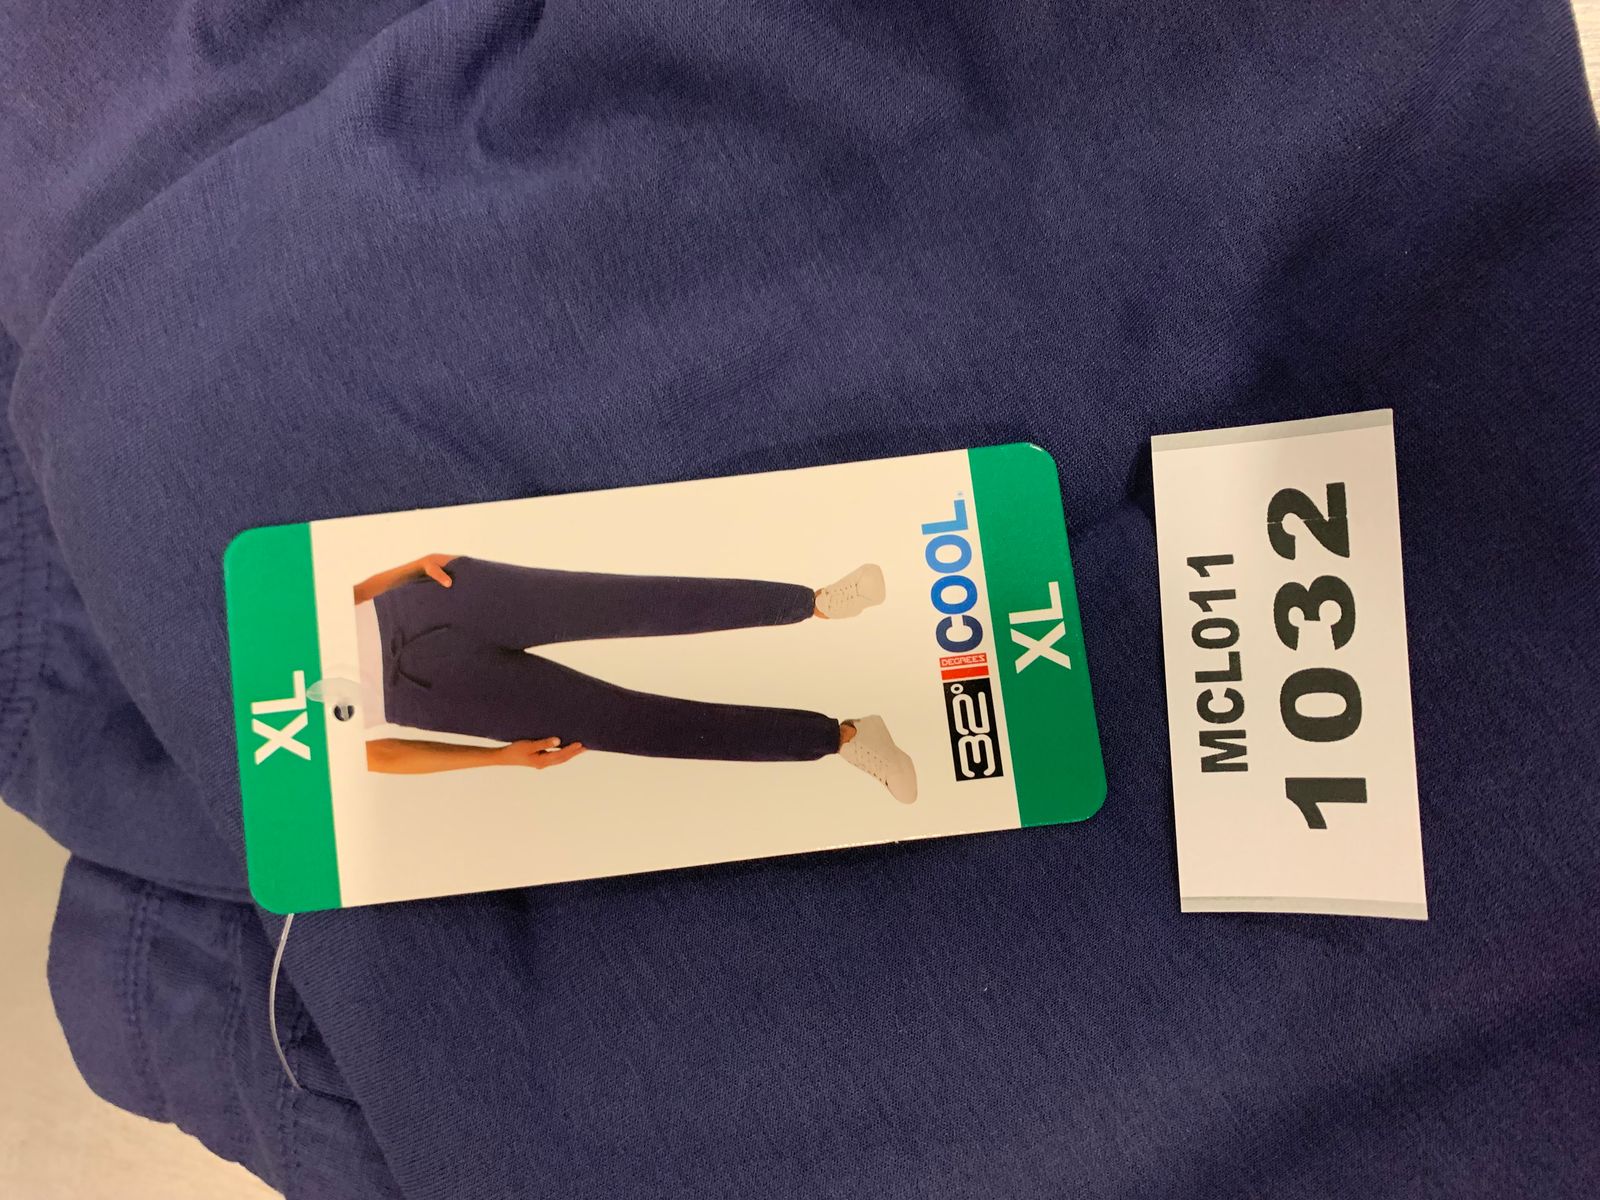 XL
32° DEGREES COOL
XL
MCL011
1032